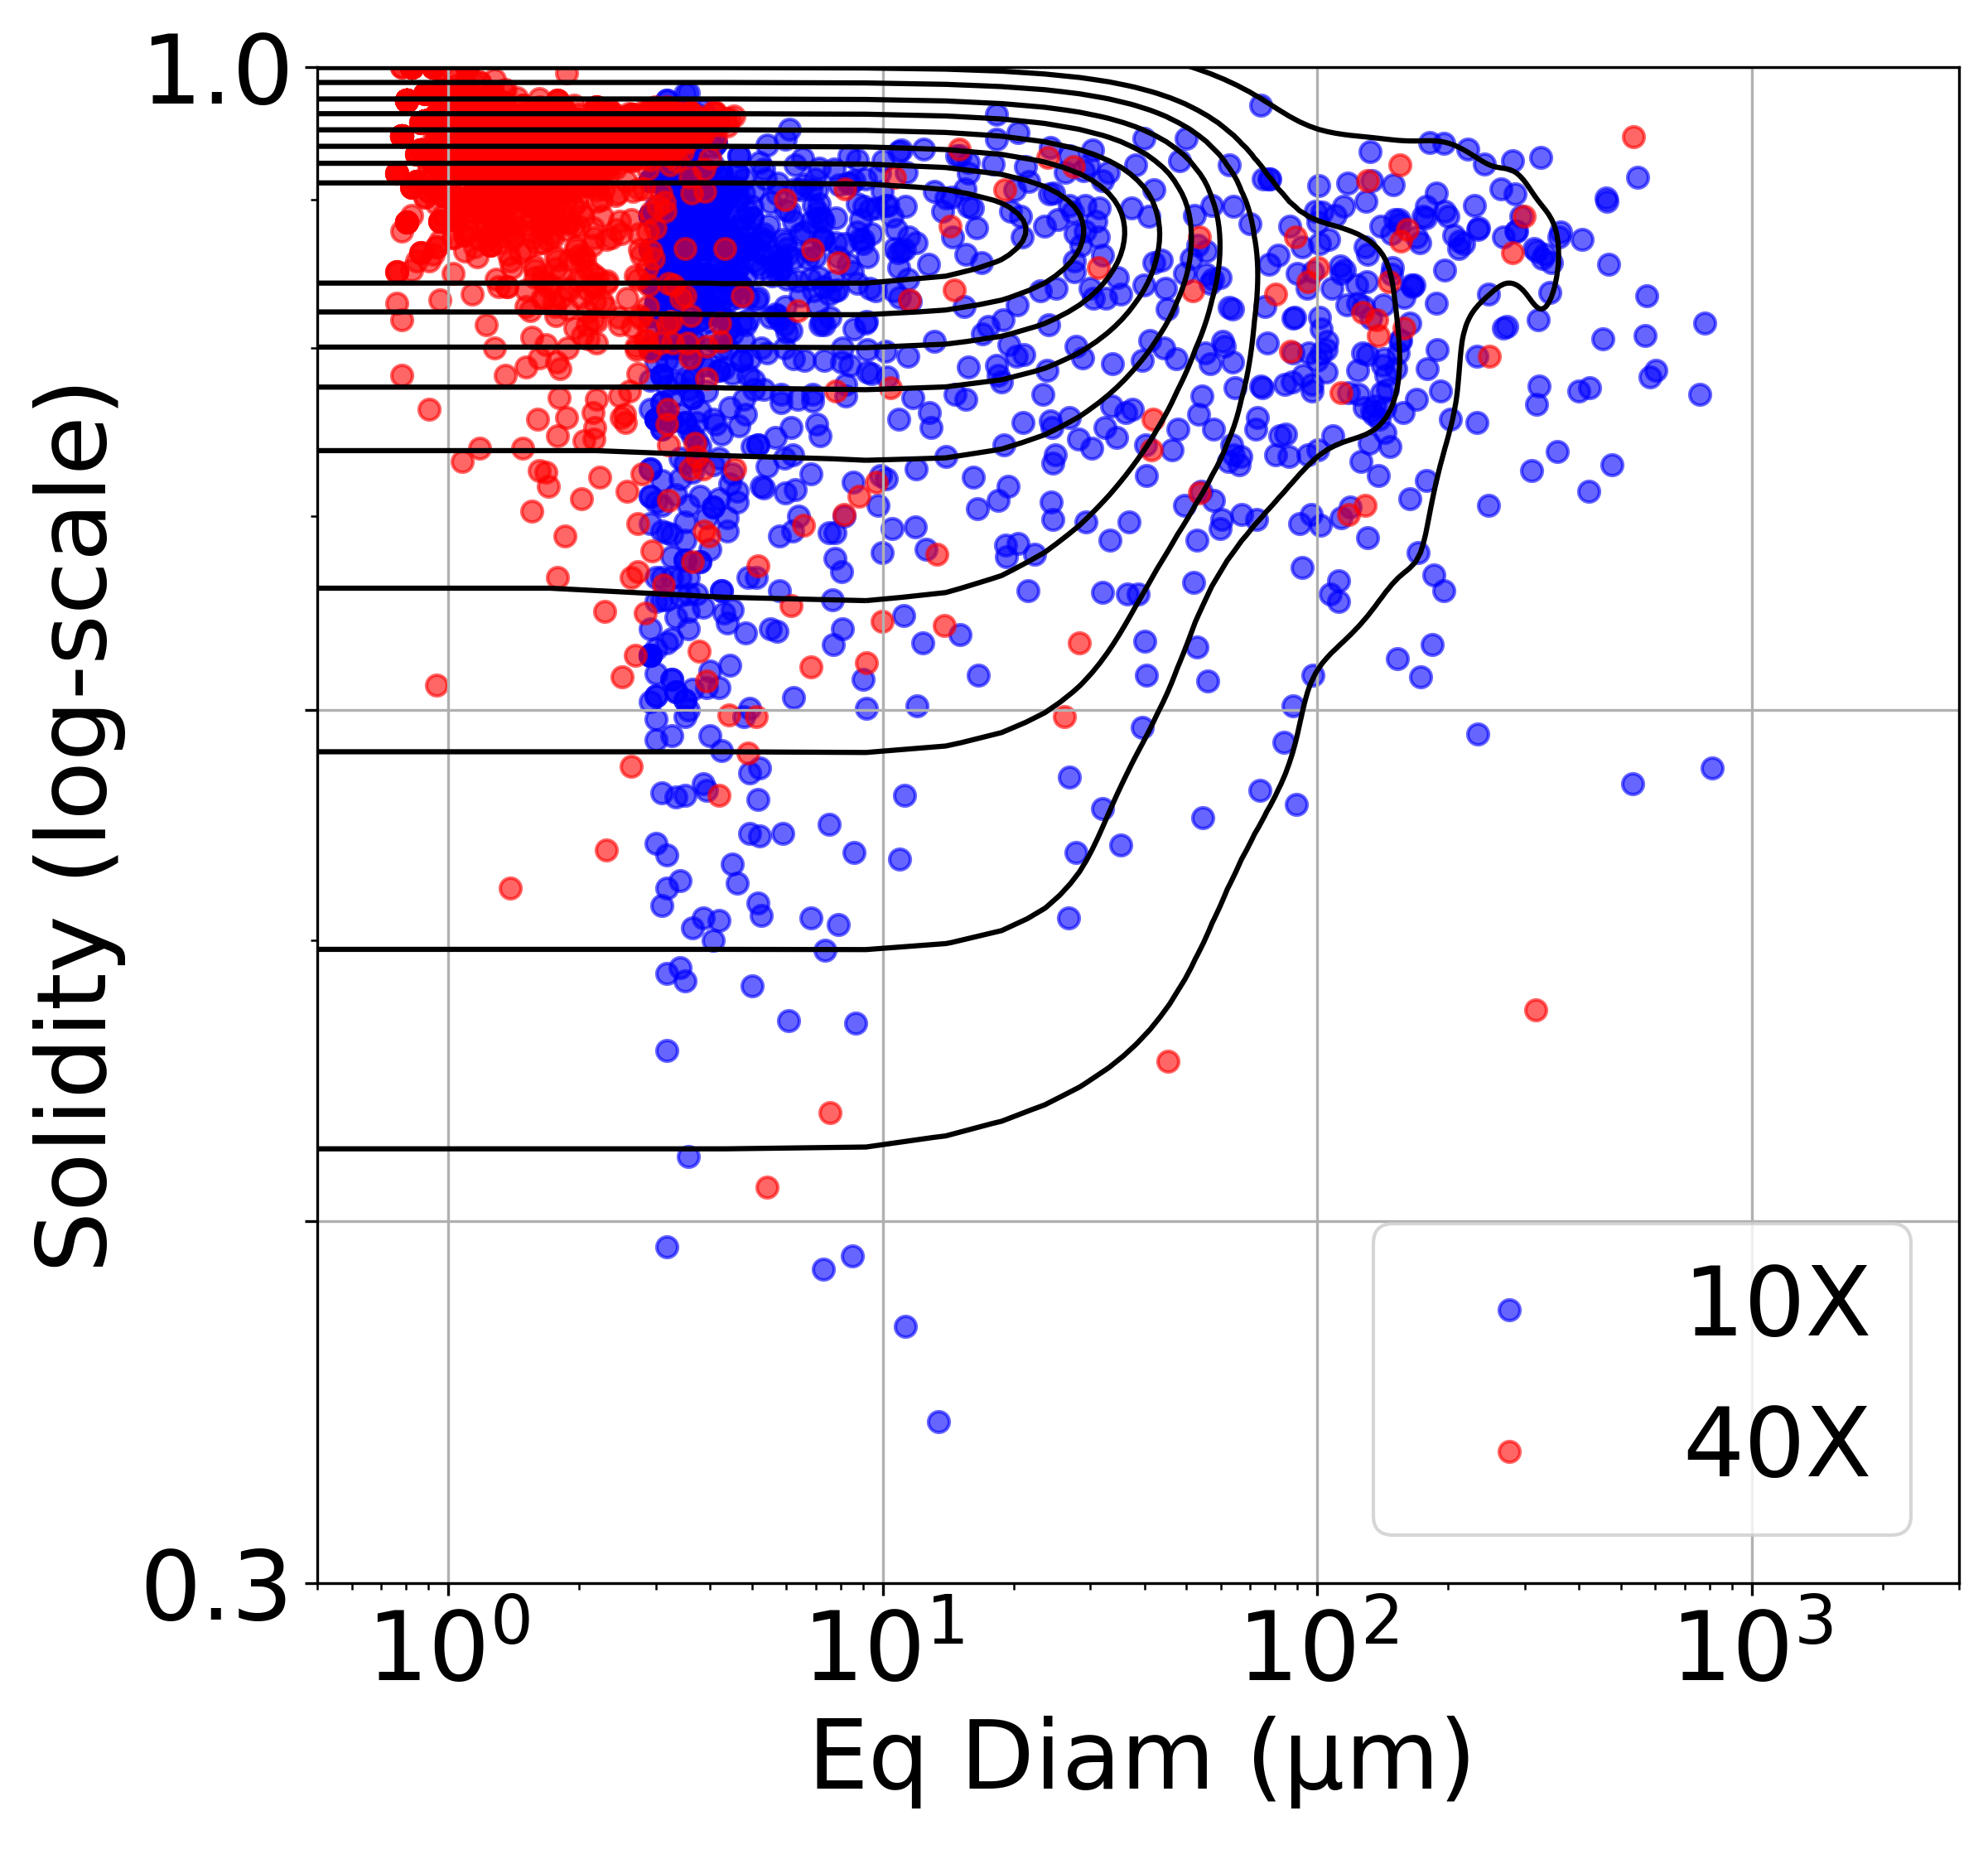 1.0
Solidity (log-scale)
0.3
10⁰ 10¹ 10² 10³
Eq Diam (μm)
10X
40X